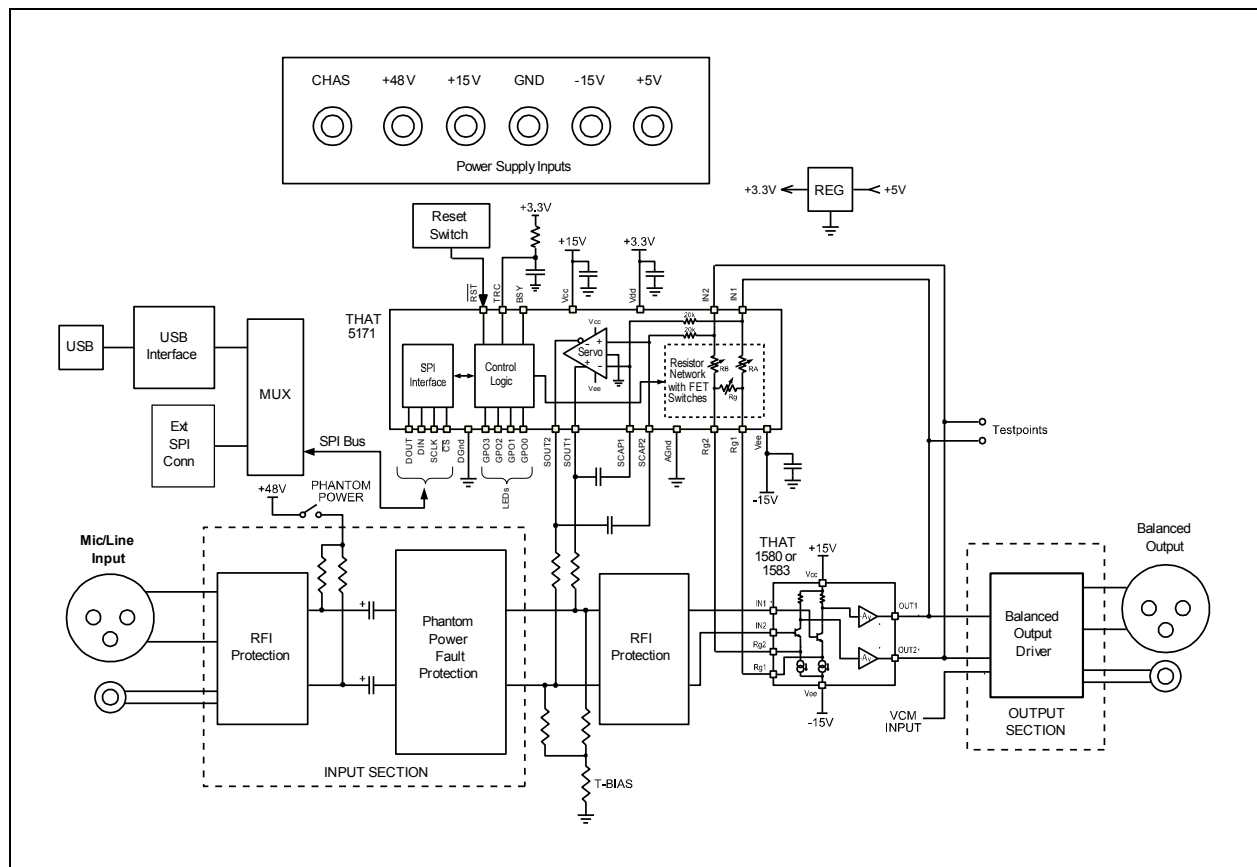 CHAS +48V +15V GND -15V +5V
Power Supply Inputs
+3.3V REG +5V
Reset
Switch
+3.3V
+15V
+3.3V
RST
TRC
BSY
Vcc
Vdd
IN2
IN1
THAT
5171
20k
20k
Vcc
Servo
Vee
- +
+ -
SPI
Interface
Control
Logic
Resistor
Network
with FET
Switches
RB
RA
Rg
USB
USB
Interface
MUX
Ext
SPI
Conn
SPI Bus
DOUT
DIN
SCLK
CS
DGnd
GPO3
GPO2
GPO1
GPO0
SOUT2
SOUT1
SCAP1
SCAP2
AGnd
Rg2
Rg1
Vee
LEDs
-15V
Testpoints
+48V
PHANTOM
POWER
Mic/Line
Input
RFI
Protection
+
+
Phantom
Power
Fault
Protection
INPUT SECTION
T-BIAS
RFI
Protection
THAT
1580 or
1583
+15V
Vcc
IN1
IN2
Rg2
Rg1
-Av
-Av
OUT1
OUT2
Vee
-15V
VCM
INPUT
Balanced
Output
Driver
OUTPUT
SECTION
Balanced
Output